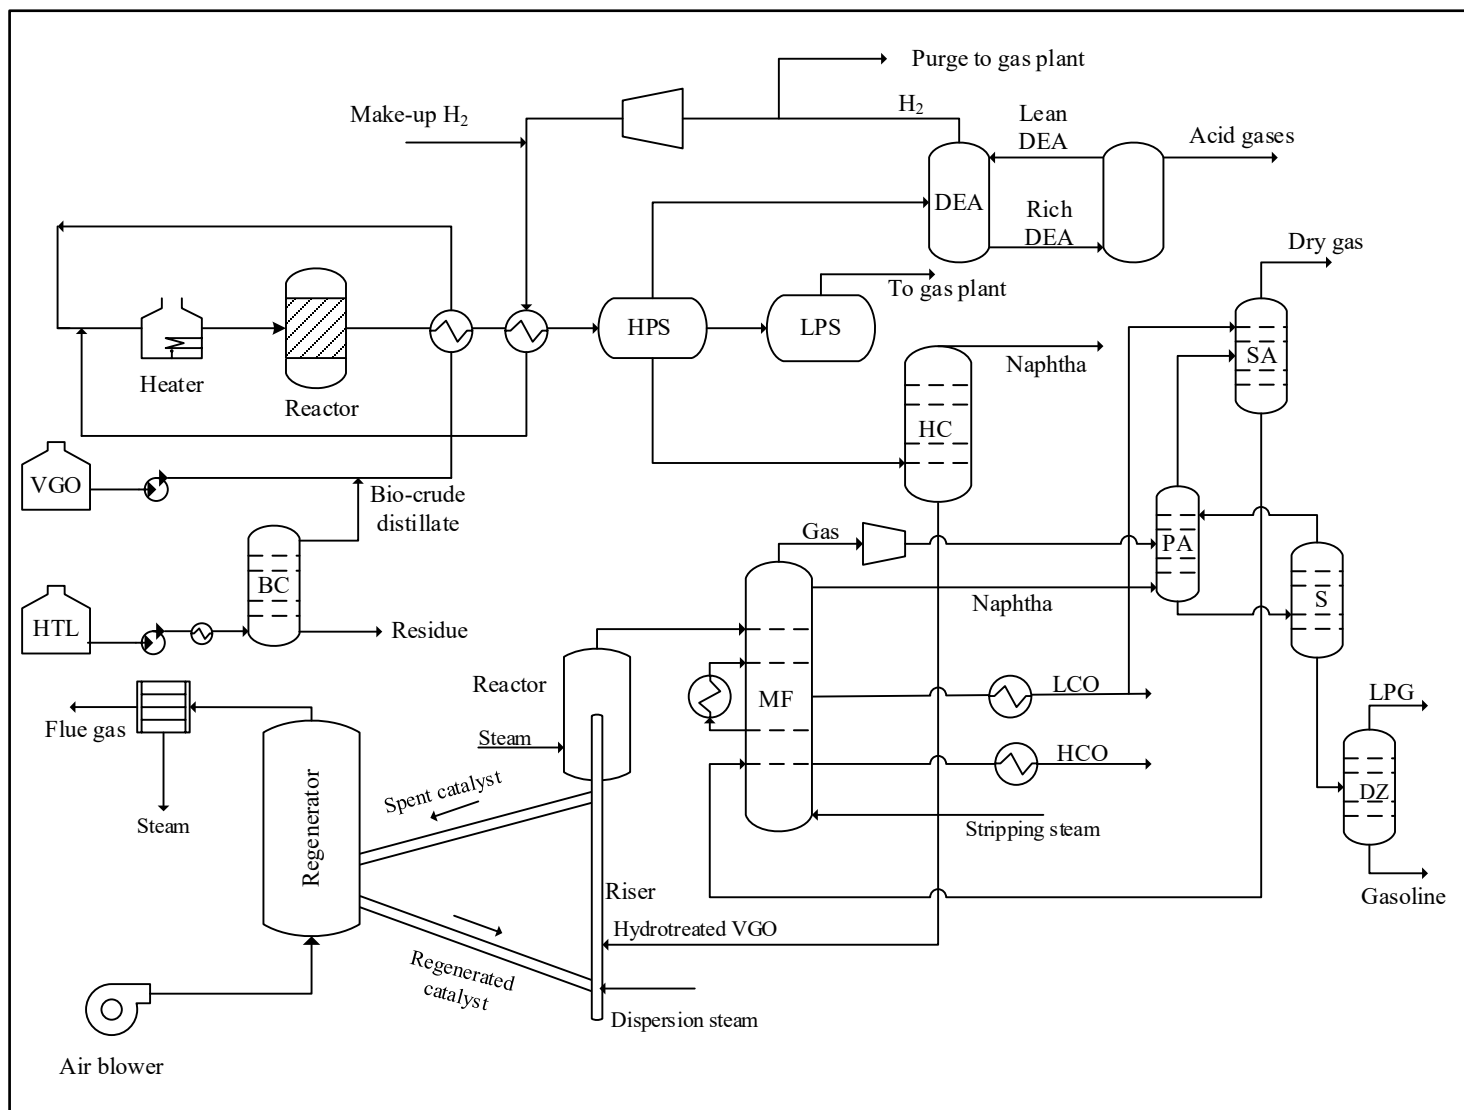 Purge to gas plant
Make-up H₂
H₂
Lean
DEA
Acid gases
DEA
Rich
DEA
Dry gas
To gas plant
HPS
LPS
SA
Heater
Reactor
Naphtha
HC
VGO
Bio-crude
distillate
Gas
PA
BC
HTL
Residue
Naphtha
S
Reactor
MF
LCO
LPG
Flue gas
Steam
HCO
Regenerator
Spent catalyst
DZ
Steam
Stripping steam
Riser
Gasoline
Hydrotreated VGO
Regenerated
catalyst
Dispersion steam
Air blower